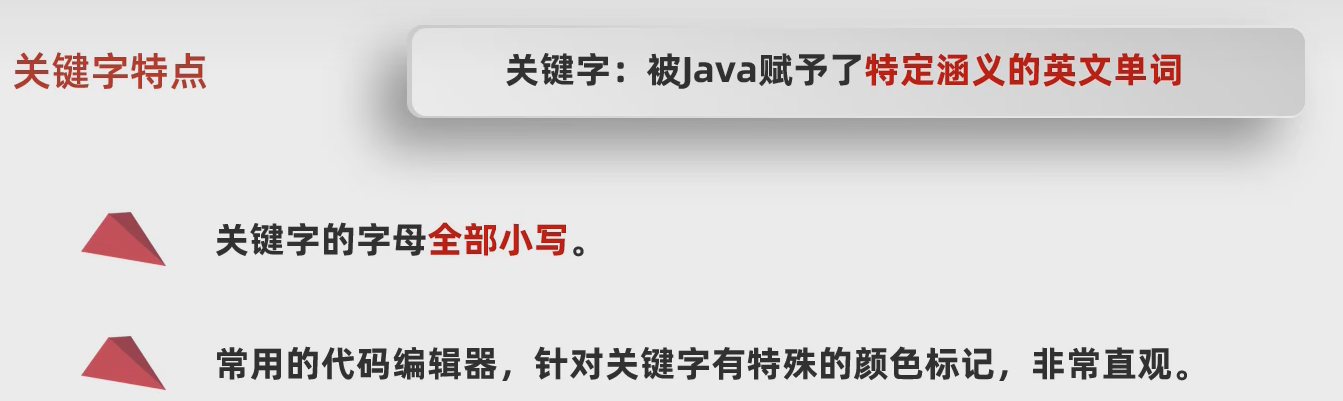 关键字特点
关键字：被Java赋予了特定涵义的英文单词
关键字的字母全部小写。
常用的代码编辑器，针对关键字有特殊的颜色标记，非常直观。